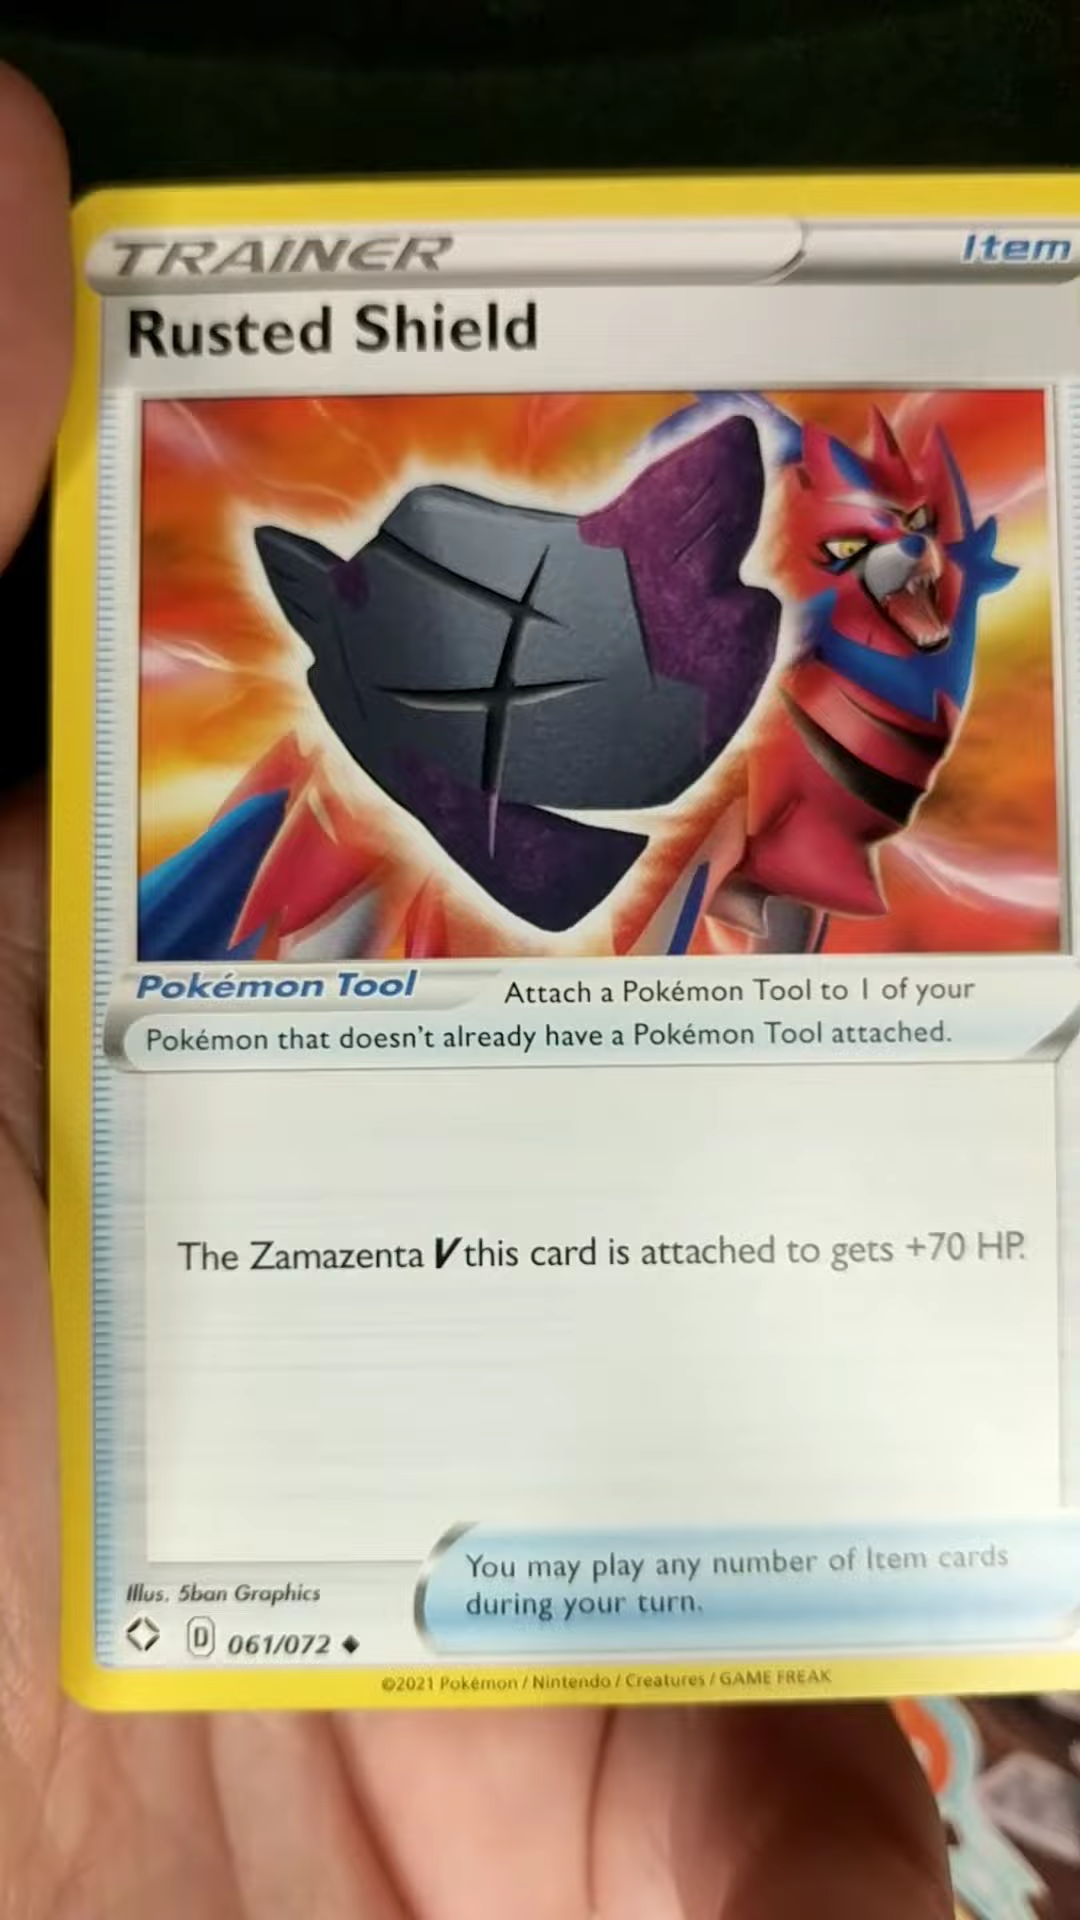 TRAINER Item
Rusted Shield
Pokémon Tool Attach a Pokémon Tool to 1 of your
Pokémon that doesn't already have a Pokémon Tool attached.
The Zamazenta V this card is attached to gets +70 HP.
You may play any number of Item cards
during your turn.
Illus. 5ban Graphics
D 061/072
©2021 Pokémon / Nintendo / Creatures / GAME FREAK